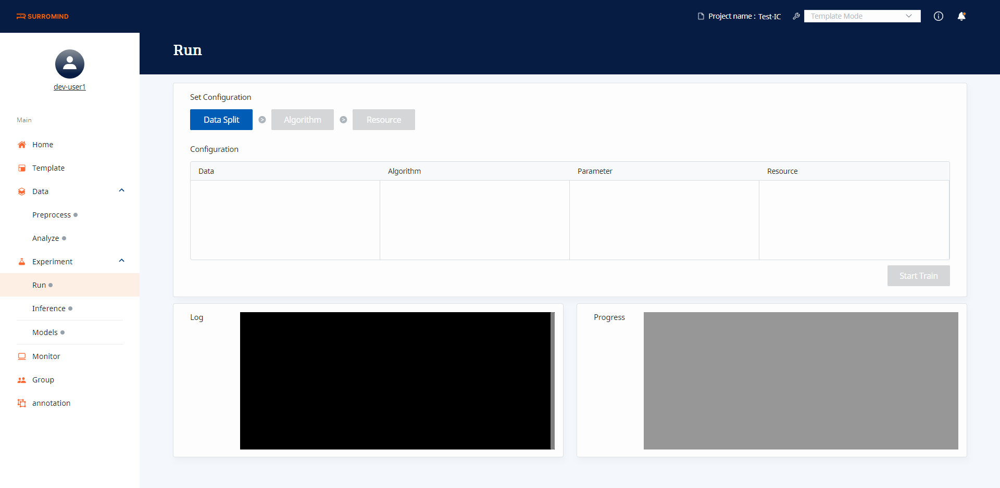 SURROMIND
Project name : Test-IC
Template Mode
Run
dev-user1
Main
Home
Template
Data
Preprocess
Analyze
Experiment
Run
Inference
Models
Monitor
Group
annotation
Set Configuration
Data Split > Algorithm > Resource
Configuration
Data Algorithm Parameter Resource
Start Train
Log
Progress